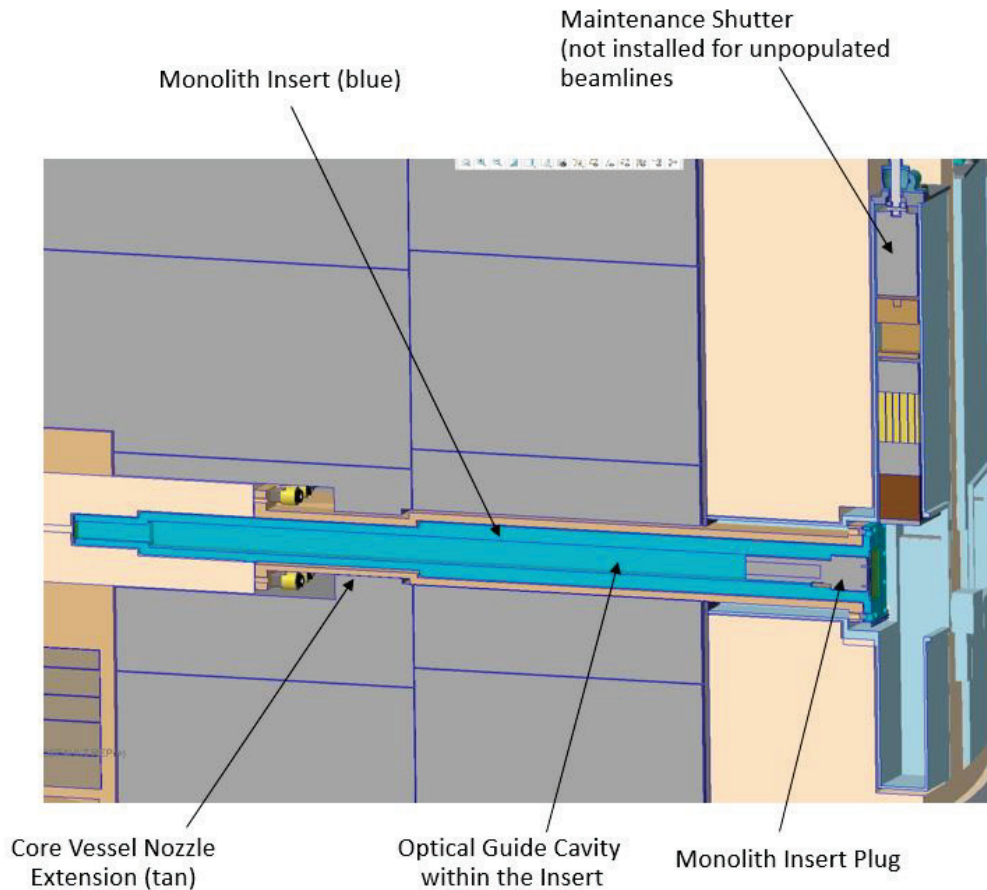 Maintenance Shutter
(not installed for unpopulated
beamlines
Monolith Insert (blue)
Core Vessel Nozzle
Extension (tan)
Optical Guide Cavity
within the Insert
Monolith Insert Plug